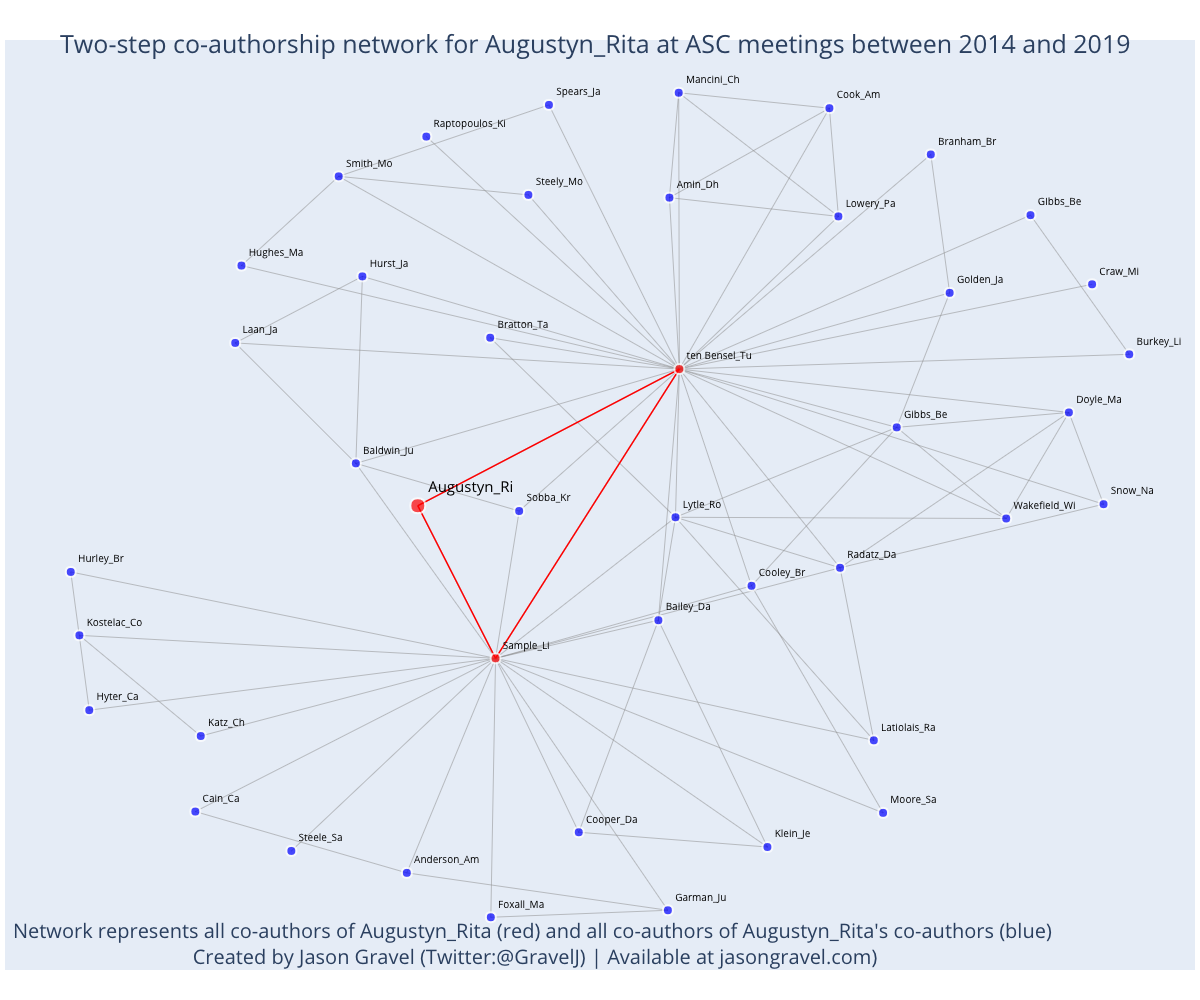 Two-step co-authorship network for Augustyn_Rita at ASC meetings between 2014 and 2019
Mancini_Ch
Spears_Ja
Cook_Am
Raptopoulos_Ki
Branham_Br
Smith_Mo
Steely_Mo
Amin_Dh
Lowery_Pa
Gibbs_Be
Hughes_Ma
Hurst_Ja
Golden_Ja
Craw_Mi
Laan_Ja
Bratton_Ta
Burkey_Li
ten Bensel_Tu
Doyle_Ma
Gibbs_Be
Baldwin_Ju
Augustyn_Ri
Sobba_Kr
Lytle_Ro
Wakefield_Wi
Snow_Na
Hurley_Br
Radatz_Da
Cooley_Br
Kostelac_Co
Bailey_Da
Sample_Li
Hyter_Ca
Katz_Ch
Latiolais_Ra
Cain_Ca
Moore_Sa
Steele_Sa
Cooper_Da
Klein_Je
Anderson_Am
Foxall_Ma
Garman_Ju
Network represents all co-authors of Augustyn_Rita (red) and all co-authors of Augustyn_Rita's co-authors (blue)
Created by Jason Gravel (Twitter:@GravelJ) | Available at jasongravel.com)